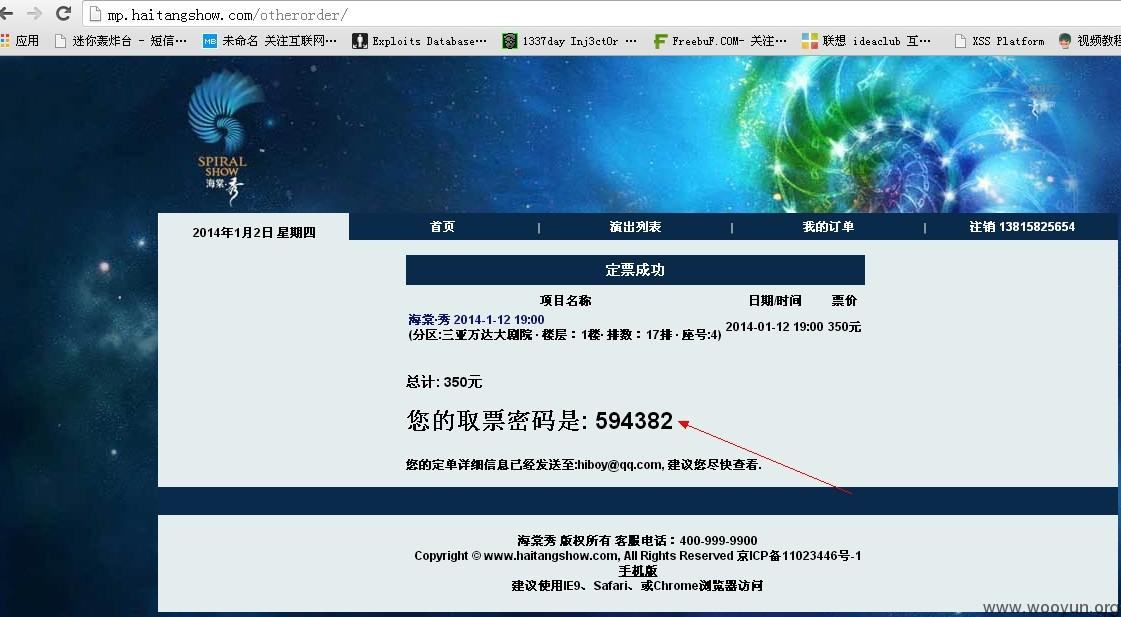 mp.haitangshow.com/otherorder/
应用 迷你轰炸台 - 短信… MB 未命名 关注互联网… Exploits Database… 1337day Inj3ct0r … FreebuF.COM- 关注… 联想 ideaclub 互… XSS Platform 视频教程
SPIRAL
SHOW
海棠·秀
2014年1月2日 星期四
首页 | 演出列表 | 我的订单 | 注销 13815825654
定票成功
项目名称 日期/时间 票价
海棠·秀 2014-1-12 19:00
(分区:三亚万达大剧院 · 楼层：1楼· 排数：17排 · 座号:4) 2014-01-12 19:00 350元
总计: 350元
您的取票密码是: 594382
您的定单详细信息已经发送至:hiboy@qq.com, 建议您尽快查看.
海棠秀 版权所有 客服电话：400-999-9900
Copyright © www.haitangshow.com, All Rights Reserved 京ICP备11023446号-1
手机版
建议使用IE9、Safari、或Chrome浏览器访问
www.wooyun.org